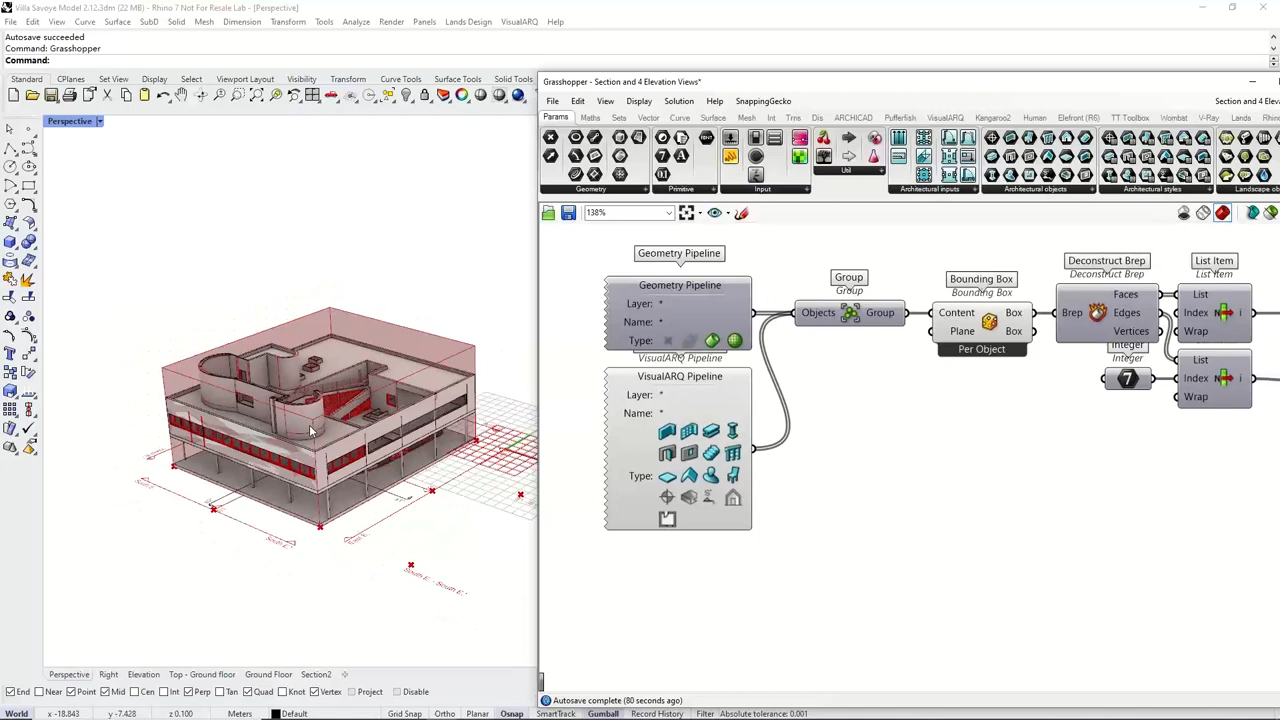 Villa Savoye Model 2.12.3dm (22 MB) - Rhino 7 Not For Resale Lab - [Perspective]
File Edit View Curve Surface SubD Solid Mesh Dimension Transform Tools Analyze Render Panels Lands Design VisualARQ Help
Autosave succeeded
Command: Grasshopper
Command:
Standard CPlanes Set View Display Select Viewport Layout Visibility Transform Curve Tools Surface Tools Solid Tools
Perspective
Grasshopper - Section and 4 Elevation Views*
File Edit View Display Solution Help SnappingGecko Section and 4 Eleva
Params Maths Sets Vector Curve Surface Mesh Int Trns Dis ARCHICAD Pufferfish VisualARQ Kangaroo2 Human Elefront (R6) TT Toolbox Wombat V-Ray Lands Rhino
Geometry Primitive Input Util Architectural inputs Architectural objects Architectural styles Landscape ob
138%
Geometry Pipeline
Geometry Pipeline
Layer: *
Name: *
Type:
VisualARQ Pipeline
VisualARQ Pipeline
Layer: *
Name: *
Type:
Group
Group
Objects Group
Bounding Box
Bounding Box
Content Box
Plane Box
Per Object
Deconstruct Brep
Deconstruct Brep
Brep Faces
Edges
Vertices
Integer
Integer
7
List Item
List Item
List
Index i
Wrap
List
Index i
Wrap
Perspective Right Elevation Top - Ground floor Ground Floor Section2
End Near Point Mid Cen Int Perp Tan Quad Knot Vertex Project Disable
Autosave complete (80 seconds ago)
World x -18.843 y -7.428 z 0.100 Meters Default Grid Snap Ortho Planar Osnap SmartTrack Gumball Record History Filter Absolute tolerance: 0.001